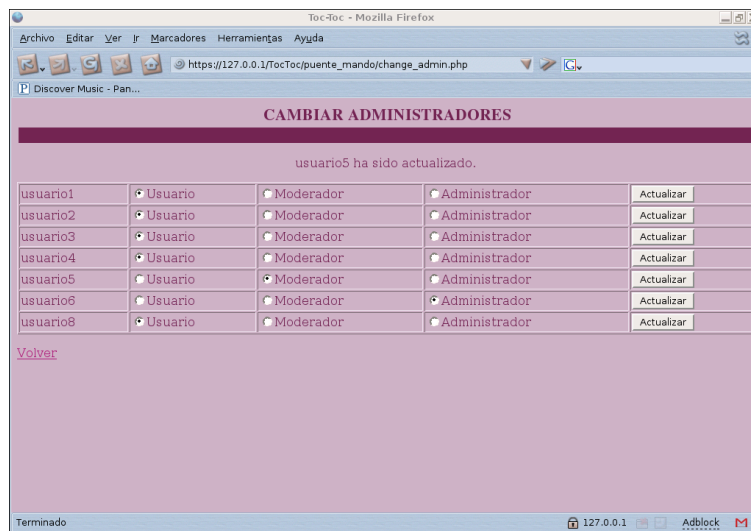 Toc-Toc - Mozilla Firefox
Archivo Editar Ver Ir Marcadores Herramientas Ayuda
https://127.0.0.1/TocToc/puente_mando/change_admin.php G
P Discover Music - Pan...
CAMBIAR ADMINISTRADORES
usuario5 ha sido actualizado.
usuario1 Usuario Moderador Administrador Actualizar
usuario2 Usuario Moderador Administrador Actualizar
usuario3 Usuario Moderador Administrador Actualizar
usuario4 Usuario Moderador Administrador Actualizar
usuario5 Usuario Moderador Administrador Actualizar
usuario6 Usuario Moderador Administrador Actualizar
usuario8 Usuario Moderador Administrador Actualizar
Volver
Terminado 127.0.0.1 Adblock